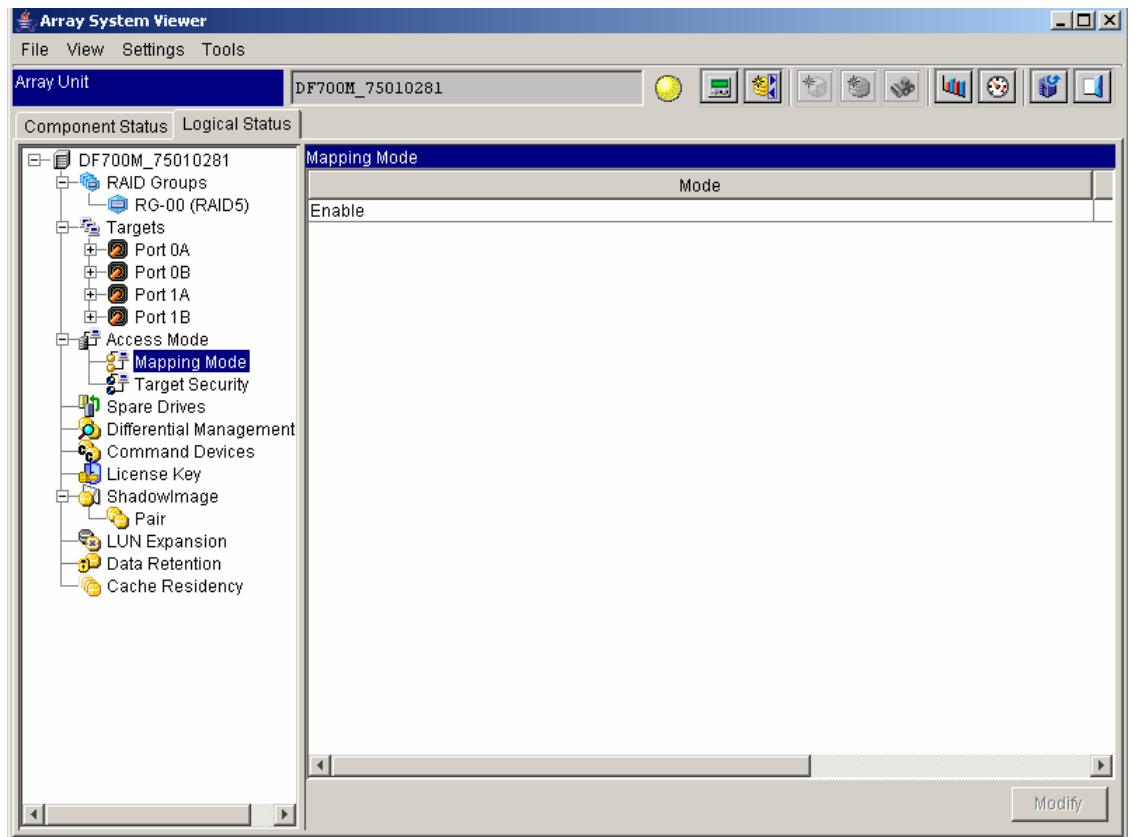 Array System Viewer
File View Settings Tools
Array Unit
DF700M_75010281
Component Status
Logical Status
DF700M_75010281
RAID Groups
RG-00 (RAID5)
Targets
Port 0A
Port 0B
Port 1A
Port 1B
Access Mode
Mapping Mode
Target Security
Spare Drives
Differential Management
Command Devices
License Key
ShadowImage
Pair
LUN Expansion
Data Retention
Cache Residency
Mapping Mode
Mode
Enable
Modify